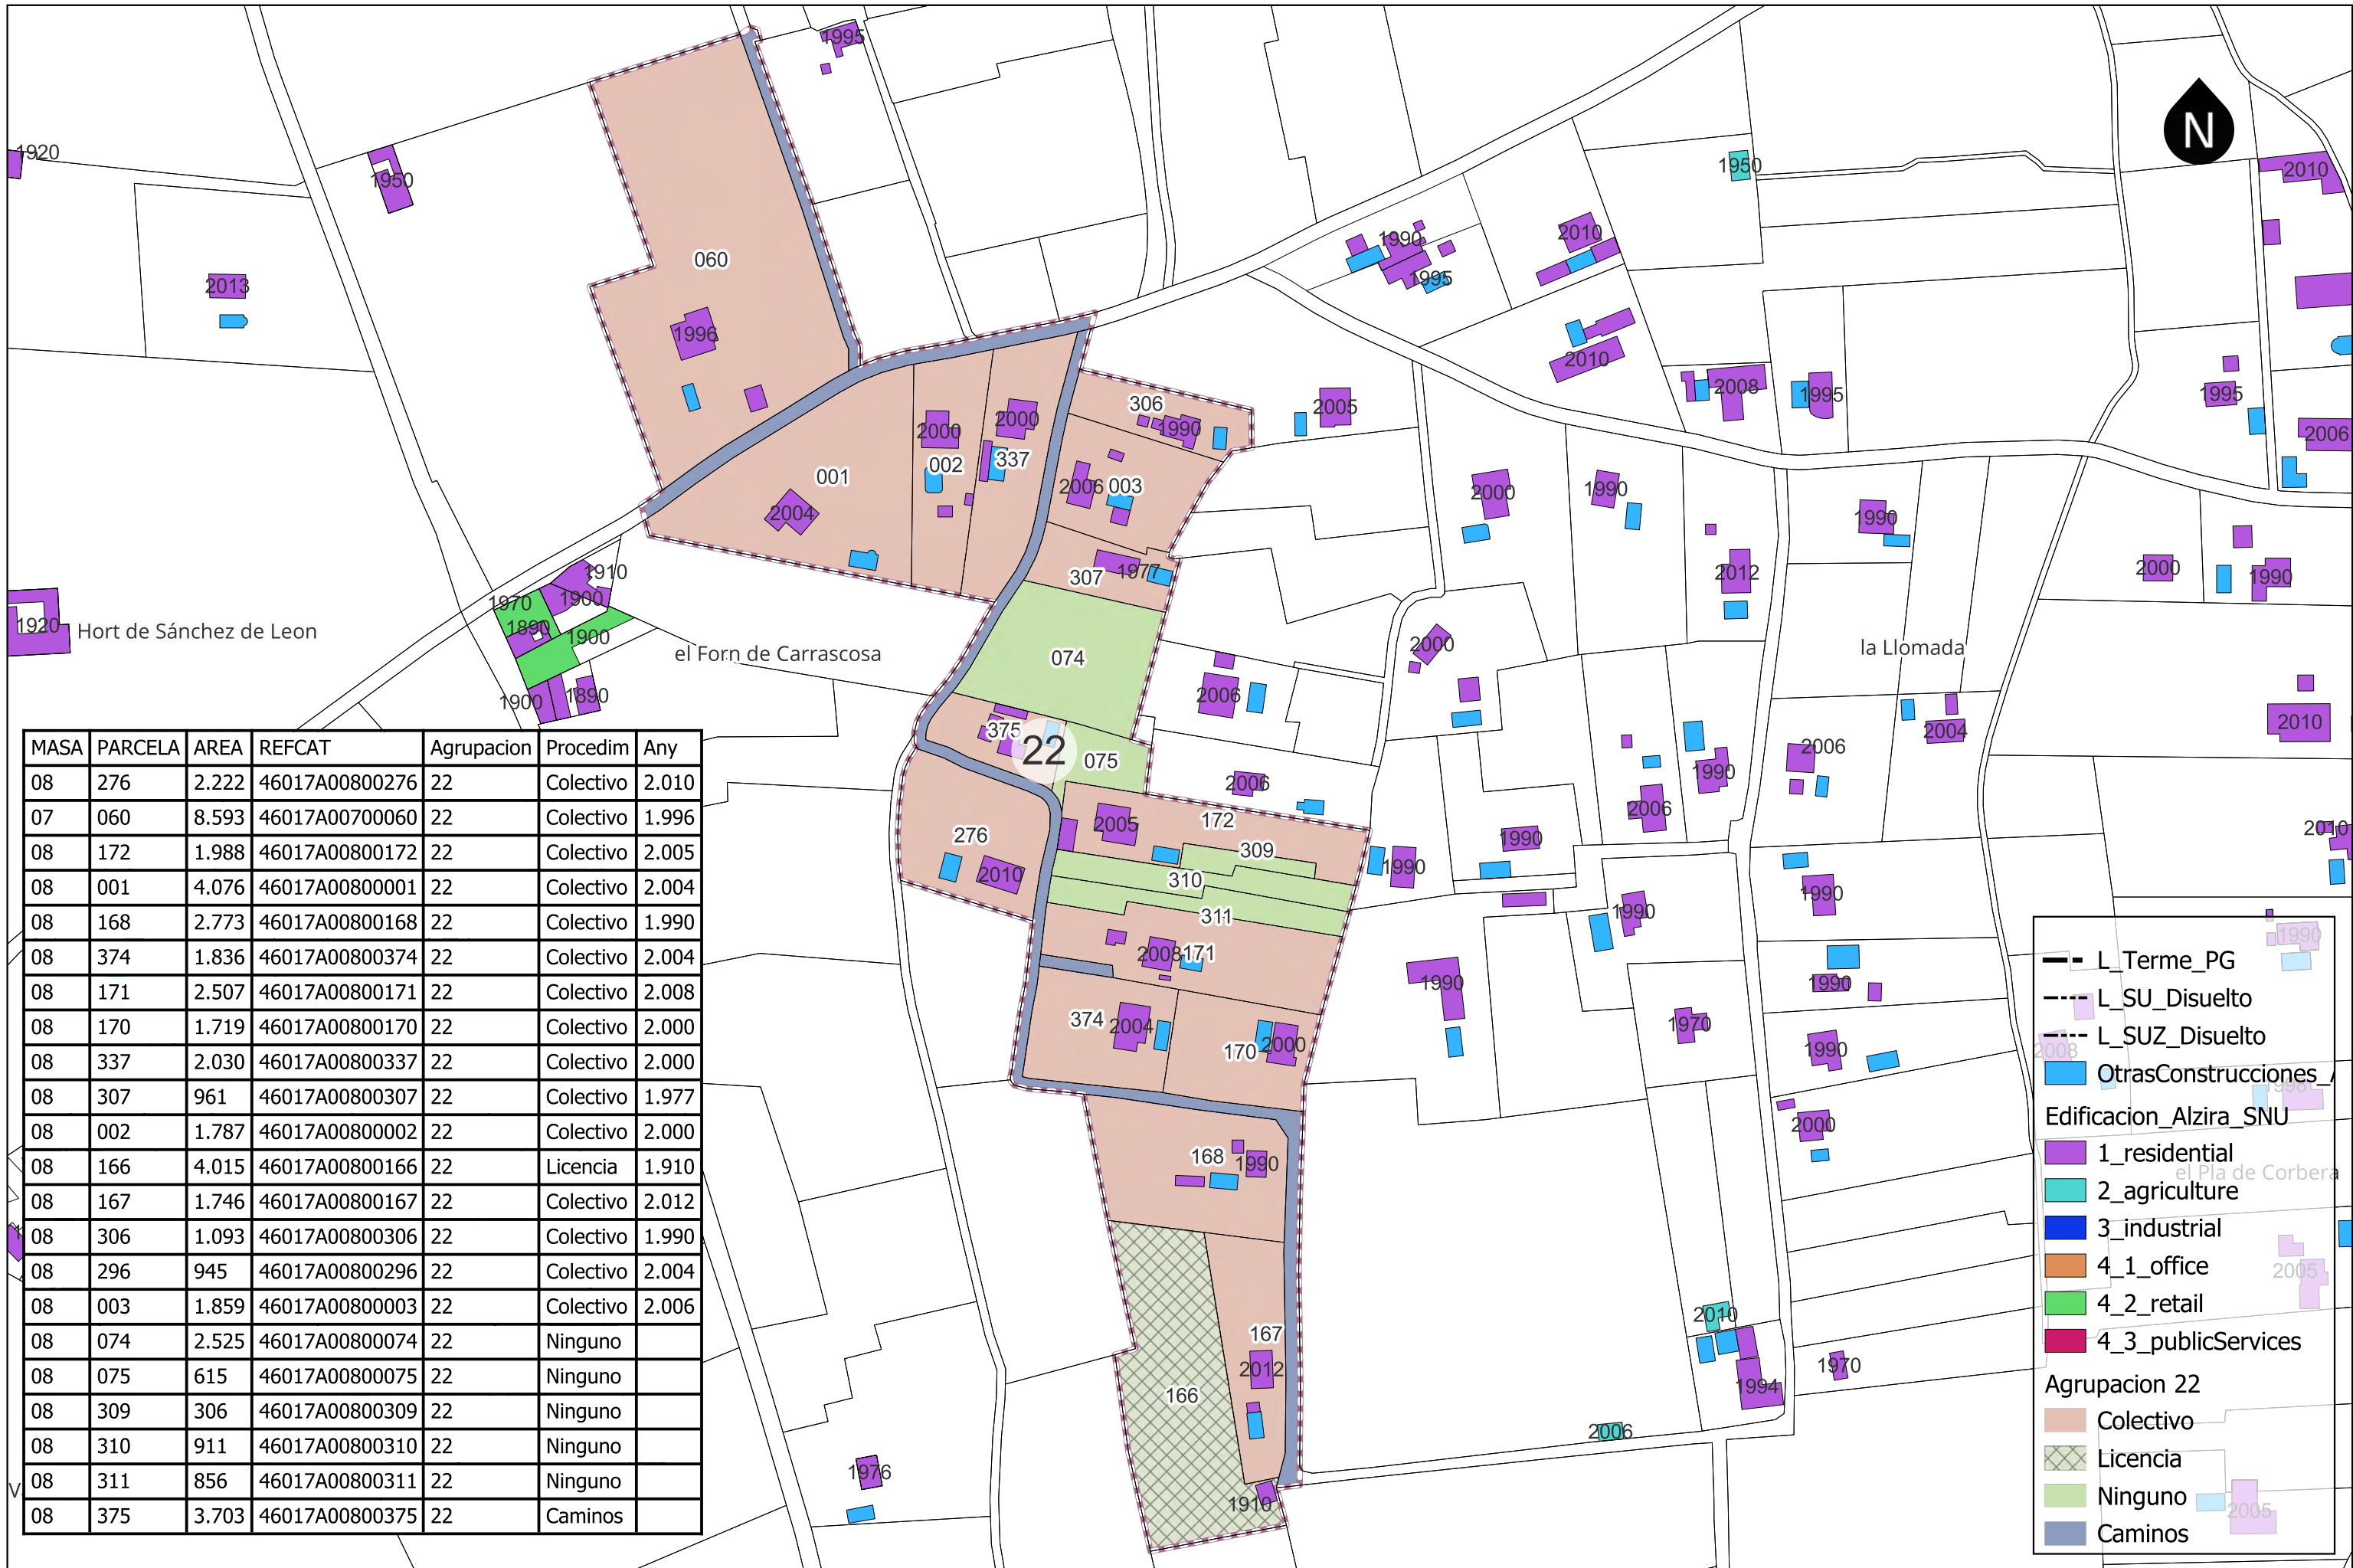 1995
1920
1950
1950
N
2010
060
2013
1990
2010
1995
1996
306
2005
2010
2008
1995
1995
2000
2000
1990
2006
002
337
001
2006
003
2004
2000
1990
1990
307
1977
2012
2000
1990
1910
1970
1900
1890
1900
1920
Hort de Sánchez de Leon
el Forn de Carrascosa
074
2000
la Llomada
1900
1890
2006
375
22
075
2004
2006
2010
1990
2006
2006
276
2005
172
309
1990
2010
2010
310
1990
1990
1990
311
2008
171
1990
1990
1990
374
2004
170
2000
1970
1990
2008
1998
168
1990
2000
el Pla de Corbera
2005
2010
167
2012
166
1994
1970
2006
1976
1910
2005
MASA PARCELA AREA REFCAT Agrupacion Procedim Any
08 276 2.222 46017A00800276 22 Colectivo 2.010
07 060 8.593 46017A00700060 22 Colectivo 1.996
08 172 1.988 46017A00800172 22 Colectivo 2.005
08 001 4.076 46017A00800001 22 Colectivo 2.004
08 168 2.773 46017A00800168 22 Colectivo 1.990
08 374 1.836 46017A00800374 22 Colectivo 2.004
08 171 2.507 46017A00800171 22 Colectivo 2.008
08 170 1.719 46017A00800170 22 Colectivo 2.000
08 337 2.030 46017A00800337 22 Colectivo 2.000
08 307 961 46017A00800307 22 Colectivo 1.977
08 002 1.787 46017A00800002 22 Colectivo 2.000
08 166 4.015 46017A00800166 22 Licencia 1.910
08 167 1.746 46017A00800167 22 Colectivo 2.012
08 306 1.093 46017A00800306 22 Colectivo 1.990
08 296 945 46017A00800296 22 Colectivo 2.004
08 003 1.859 46017A00800003 22 Colectivo 2.006
08 074 2.525 46017A00800074 22 Ninguno
08 075 615 46017A00800075 22 Ninguno
08 309 306 46017A00800309 22 Ninguno
08 310 911 46017A00800310 22 Ninguno
08 311 856 46017A00800311 22 Ninguno
08 375 3.703 46017A00800375 22 Caminos
L_Terme_PG
L_SU_Disuelto
L_SUZ_Disuelto
OtrasConstrucciones_
Edificacion_Alzira_SNU
1_residential
2_agriculture
3_industrial
4_1_office
4_2_retail
4_3_publicServices
Agrupacion 22
Colectivo
Licencia
Ninguno
Caminos